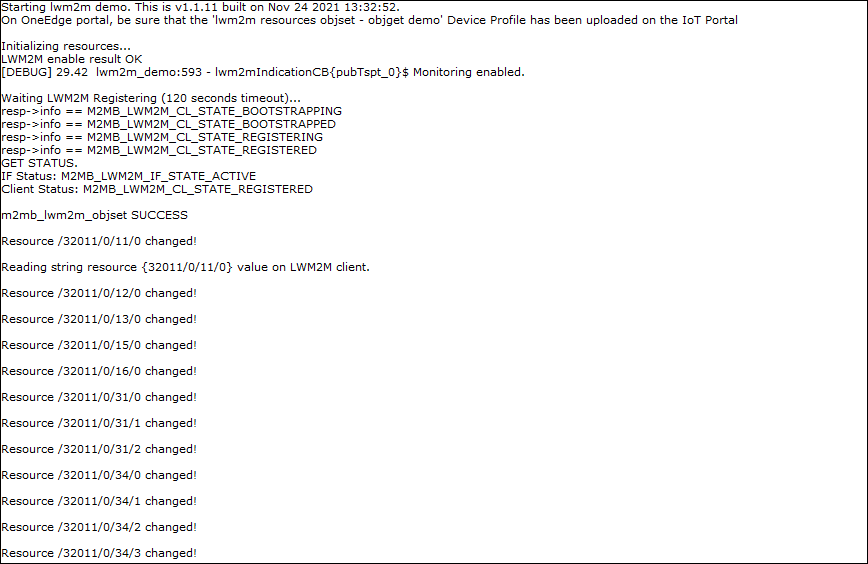 Starting lwm2m demo. This is v1.1.11 built on Nov 24 2021 13:32:52.
On OneEdge portal, be sure that the 'lwm2m resources objset - objget demo' Device Profile has been uploaded on the IoT Portal
Initializing resources...
LWM2M enable result OK
[DEBUG] 29.42  lwm2m_demo:593 - lwm2mIndicationCB{pubTspt_0}$ Monitoring enabled.
Waiting LWM2M Registering (120 seconds timeout)...
resp->info == M2MB_LWM2M_CL_STATE_BOOTSTRAPPING
resp->info == M2MB_LWM2M_CL_STATE_BOOTSTRAPPED
resp->info == M2MB_LWM2M_CL_STATE_REGISTERING
resp->info == M2MB_LWM2M_CL_STATE_REGISTERED
GET STATUS.
IF Status: M2MB_LWM2M_IF_STATE_ACTIVE
Client Status: M2MB_LWM2M_CL_STATE_REGISTERED
m2mb_lwm2m_objset SUCCESS
Resource /32011/0/11/0 changed!
Reading string resource {32011/0/11/0} value on LWM2M client.
Resource /32011/0/12/0 changed!
Resource /32011/0/13/0 changed!
Resource /32011/0/15/0 changed!
Resource /32011/0/16/0 changed!
Resource /32011/0/31/0 changed!
Resource /32011/0/31/1 changed!
Resource /32011/0/31/2 changed!
Resource /32011/0/34/0 changed!
Resource /32011/0/34/1 changed!
Resource /32011/0/34/2 changed!
Resource /32011/0/34/3 changed!